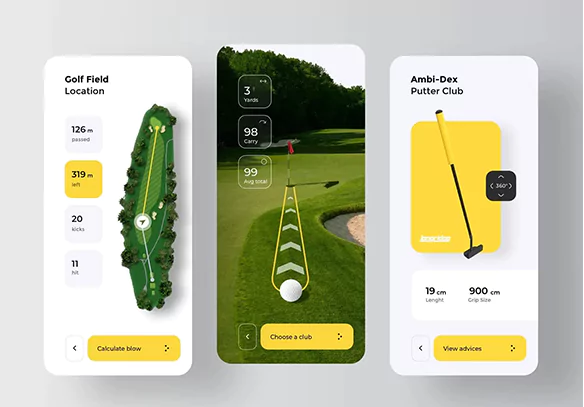 Golf Field
Location
126 m
passed
319 m
left
20
kicks
11
hit
Calculate blow
3
Yards
98
Carry
99
Avg total
Choose a club
Ambi-Dex
Putter Club
360°
19 cm
Lenght
900 cm
Grip Size
View advices